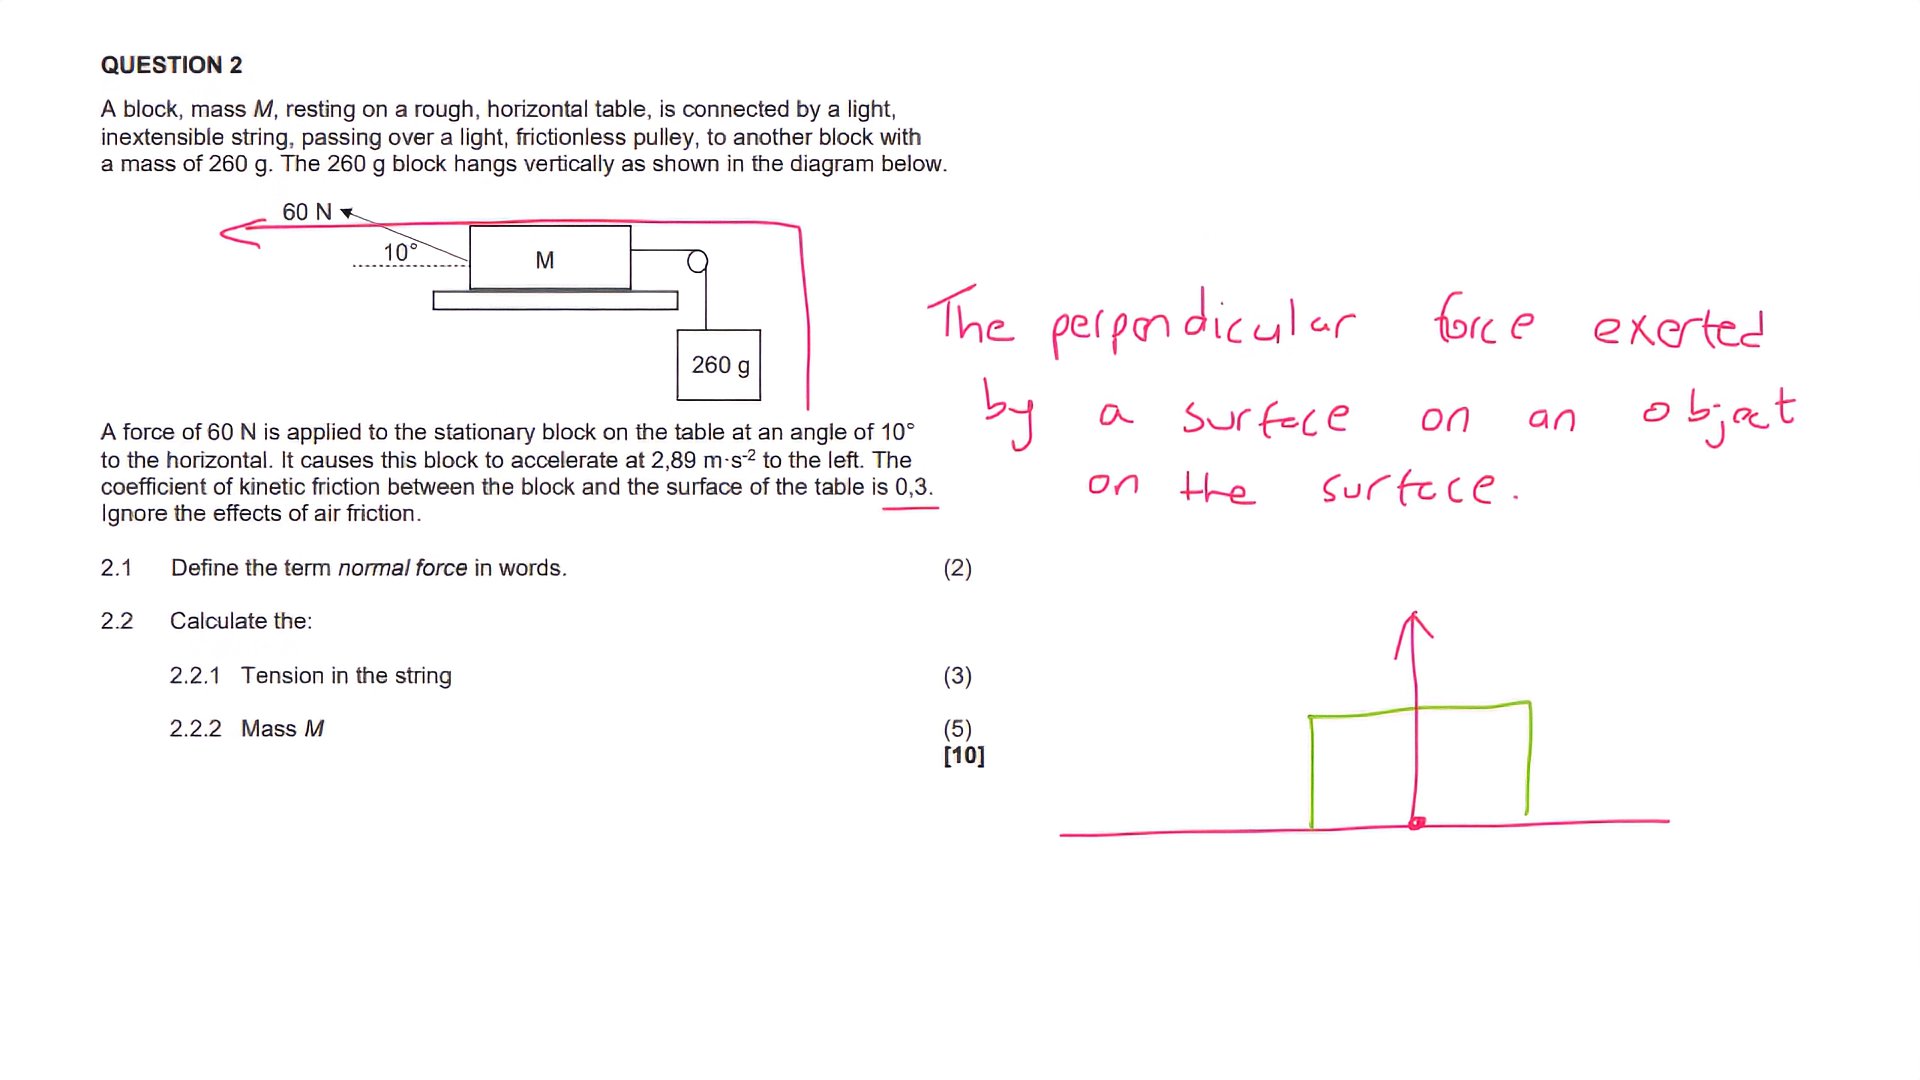 QUESTION 2
A block, mass M, resting on a rough, horizontal table, is connected by a light,
inextensible string, passing over a light, frictionless pulley, to another block with
a mass of 260 g. The 260 g block hangs vertically as shown in the diagram below.
60 N
10°
M
260 g
The perpendicular force exerted
by a surface on an object
on the surface.
A force of 60 N is applied to the stationary block on the table at an angle of 10°
to the horizontal. It causes this block to accelerate at 2,89 m·s-2 to the left. The
coefficient of kinetic friction between the block and the surface of the table is 0,3.
Ignore the effects of air friction.
2.1 Define the term normal force in words. (2)
2.2 Calculate the:
2.2.1 Tension in the string (3)
2.2.2 Mass M (5)
[10]